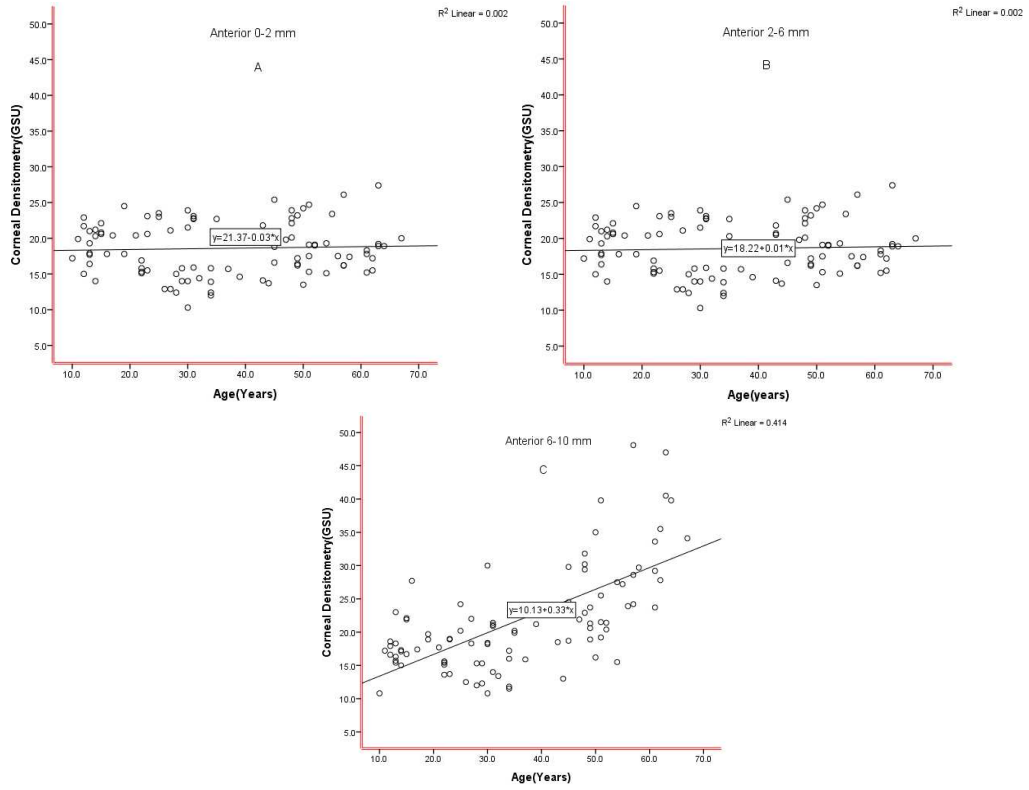 R2 Linear = 0.002
Anterior 0-2 mm
A
Corneal Densitometry(GSU)
50.0
45.0
40.0
35.0
30.0
25.0
20.0
15.0
10.0
5.0
y=21.37-0.03*x
10.0 20.0 30.0 40.0 50.0 60.0 70.0
Age(Years)
R2 Linear = 0.002
Anterior 2-6 mm
B
Corneal Densitometry(GSU)
50.0
45.0
40.0
35.0
30.0
25.0
20.0
15.0
10.0
5.0
y=18.22+0.01*x
10.0 20.0 30.0 40.0 50.0 60.0 70.0
Age(years)
R2 Linear = 0.414
Anterior 6-10 mm
C
Corneal Densitometry(GSU)
50.0
45.0
40.0
35.0
30.0
25.0
20.0
15.0
10.0
5.0
y=10.13+0.33*x
10.0 20.0 30.0 40.0 50.0 60.0 70.0
Age(Years)